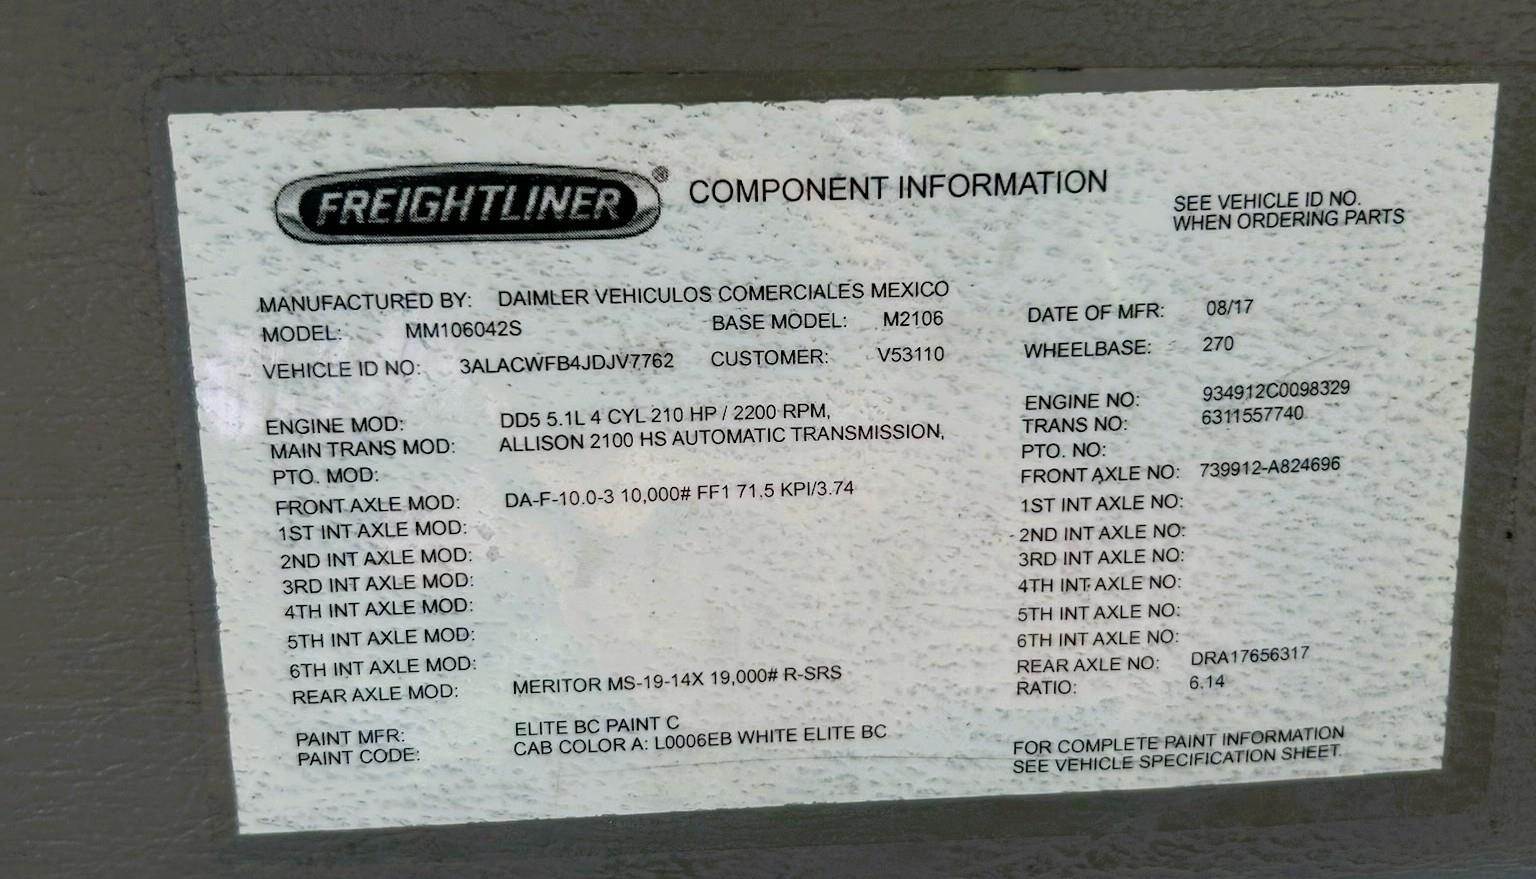 FREIGHTLINER® COMPONENT INFORMATION
SEE VEHICLE ID NO.
WHEN ORDERING PARTS
MANUFACTURED BY: DAIMLER VEHICULOS COMERCIALES MEXICO
MODEL: MM106042S BASE MODEL: M2106 DATE OF MFR: 08/17
VEHICLE ID NO: 3ALACWFB4JDJV7762 CUSTOMER: V53110 WHEELBASE: 270
ENGINE MOD: DD5 5.1L 4 CYL 210 HP / 2200 RPM, ENGINE NO: 934912C0098329
MAIN TRANS MOD: ALLISON 2100 HS AUTOMATIC TRANSMISSION, TRANS NO: 6311557740
PTO. MOD: PTO. NO:
FRONT AXLE MOD: DA-F-10.0-3 10,000# FF1 71.5 KPI/3.74 FRONT AXLE NO: 739912-A824696
1ST INT AXLE MOD: 1ST INT AXLE NO:
2ND INT AXLE MOD: 2ND INT AXLE NO:
3RD INT AXLE MOD: 3RD INT AXLE NO:
4TH INT AXLE MOD: 4TH INT AXLE NO:
5TH INT AXLE MOD: 5TH INT AXLE NO:
6TH INT AXLE MOD: 6TH INT AXLE NO:
REAR AXLE MOD: MERITOR MS-19-14X 19,000# R-SRS REAR AXLE NO: DRA17656317
RATIO: 6.14
PAINT MFR: ELITE BC PAINT C
PAINT CODE: CAB COLOR A: L0006EB WHITE ELITE BC
FOR COMPLETE PAINT INFORMATION
SEE VEHICLE SPECIFICATION SHEET.